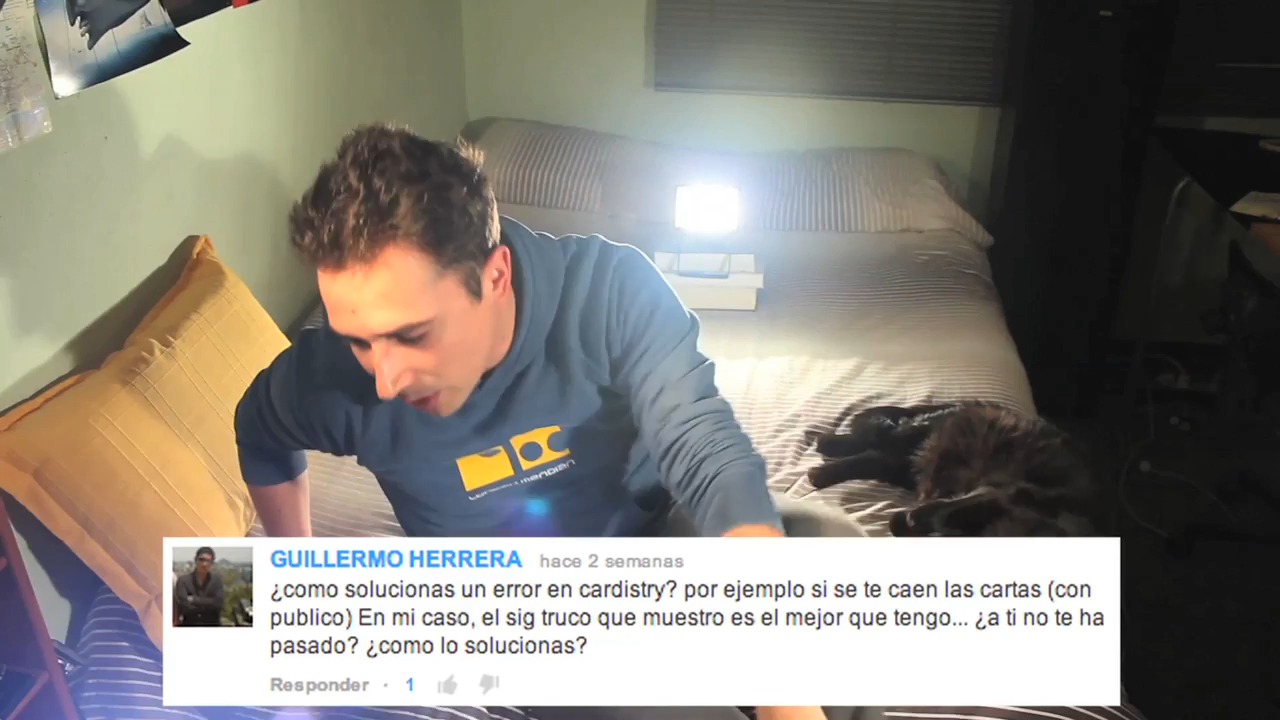 GUILLERMO HERRERA hace 2 semanas
¿como solucionas un error en cardistry? por ejemplo si se te caen las cartas (con
publico) En mi caso, el sig truco que muestro es el mejor que tengo... ¿a ti no te ha
pasado? ¿como lo solucionas?
Responder · 1